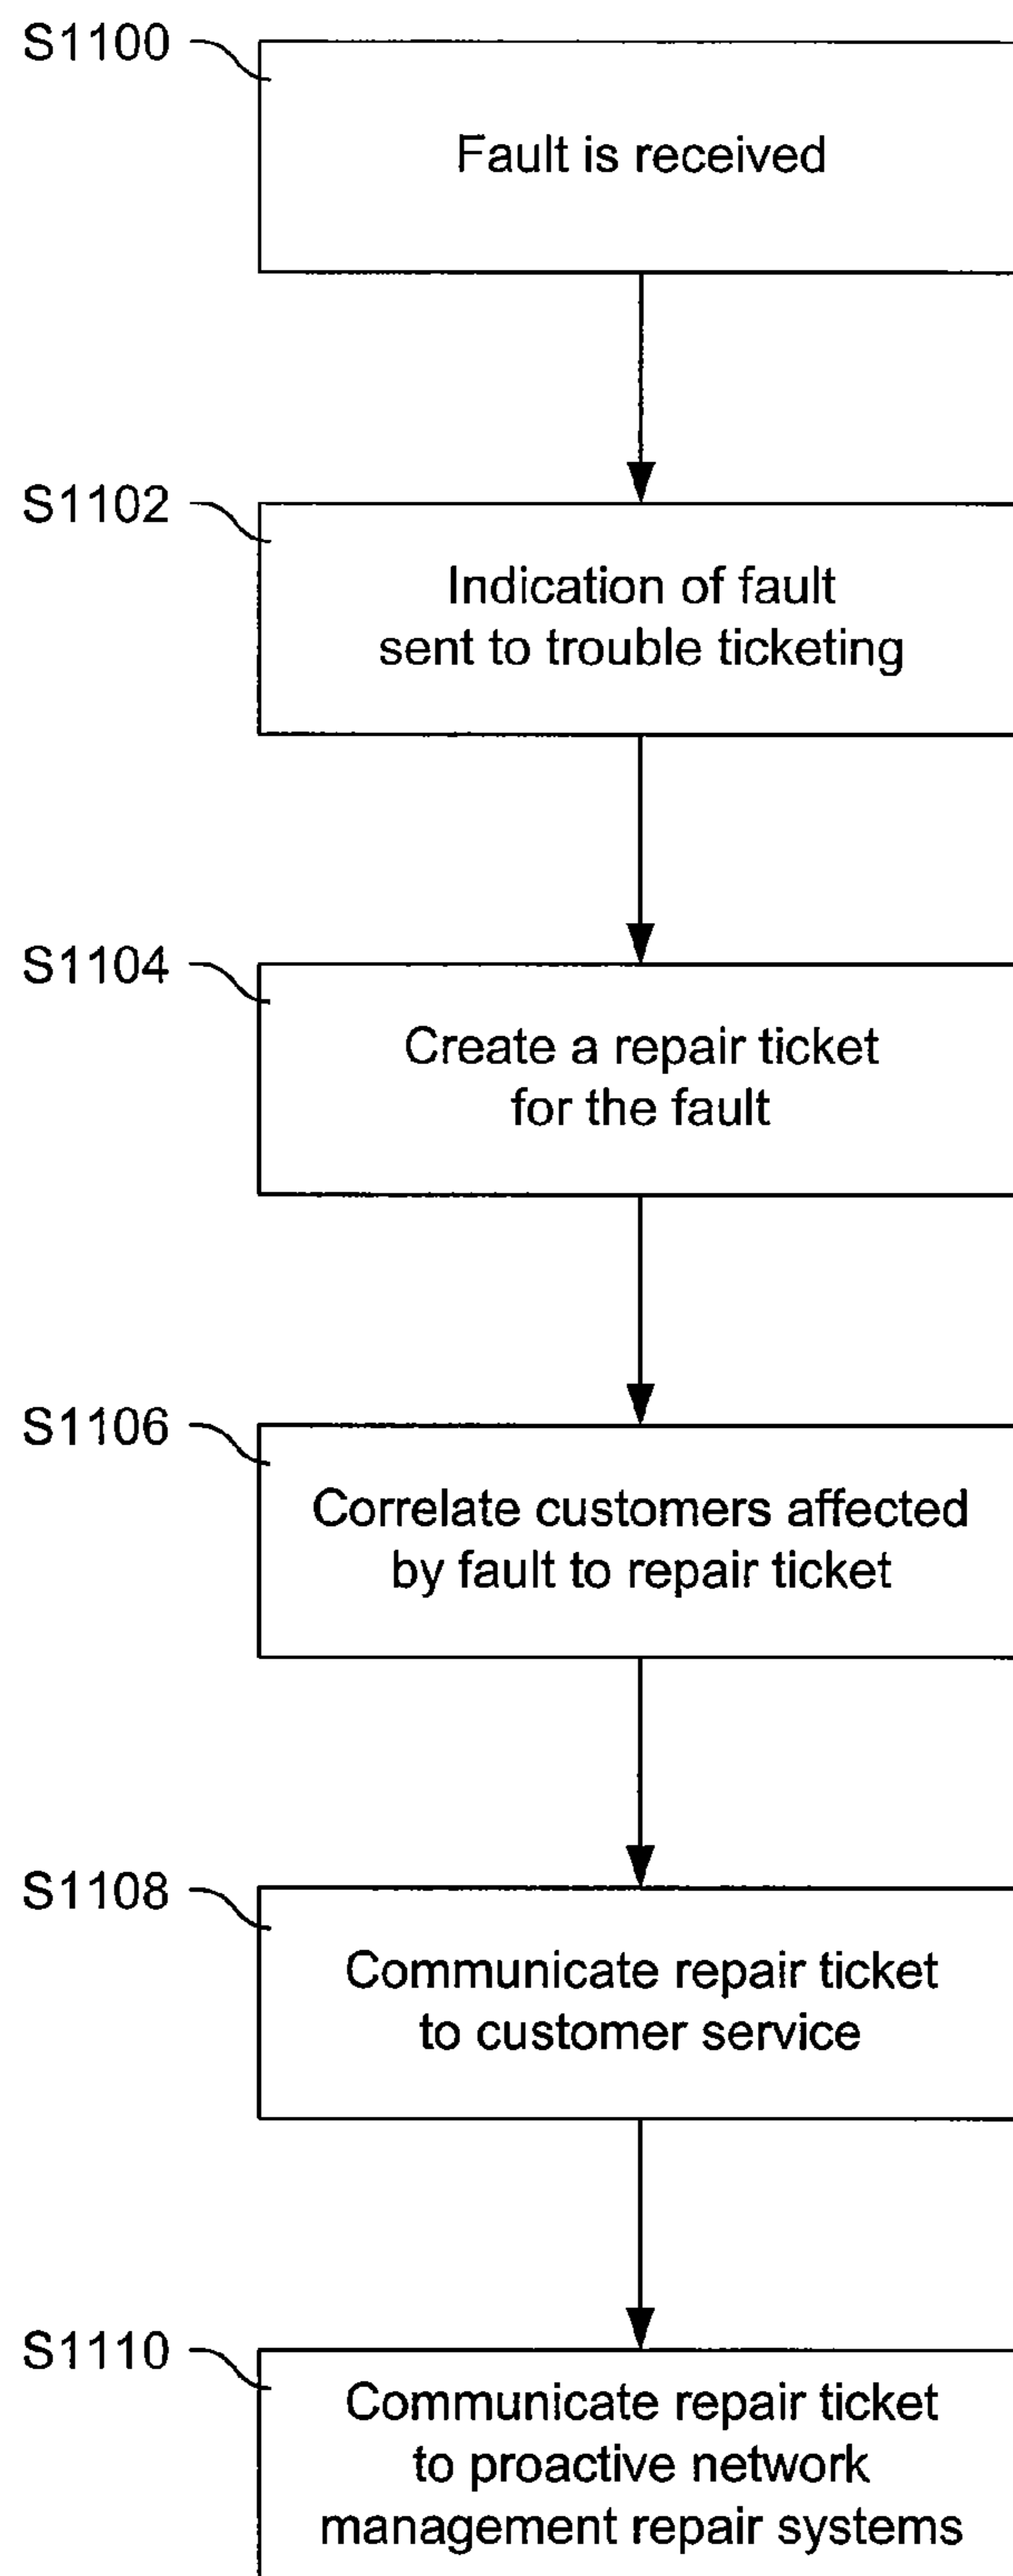 S1100
Fault is received
S1102
Indication of fault
sent to trouble ticketing
S1104
Create a repair ticket
for the fault
S1106
Correlate customers affected
by fault to repair ticket
S1108
Communicate repair ticket
to customer service
S1110
Communicate repair ticket
to proactive network
management repair systems